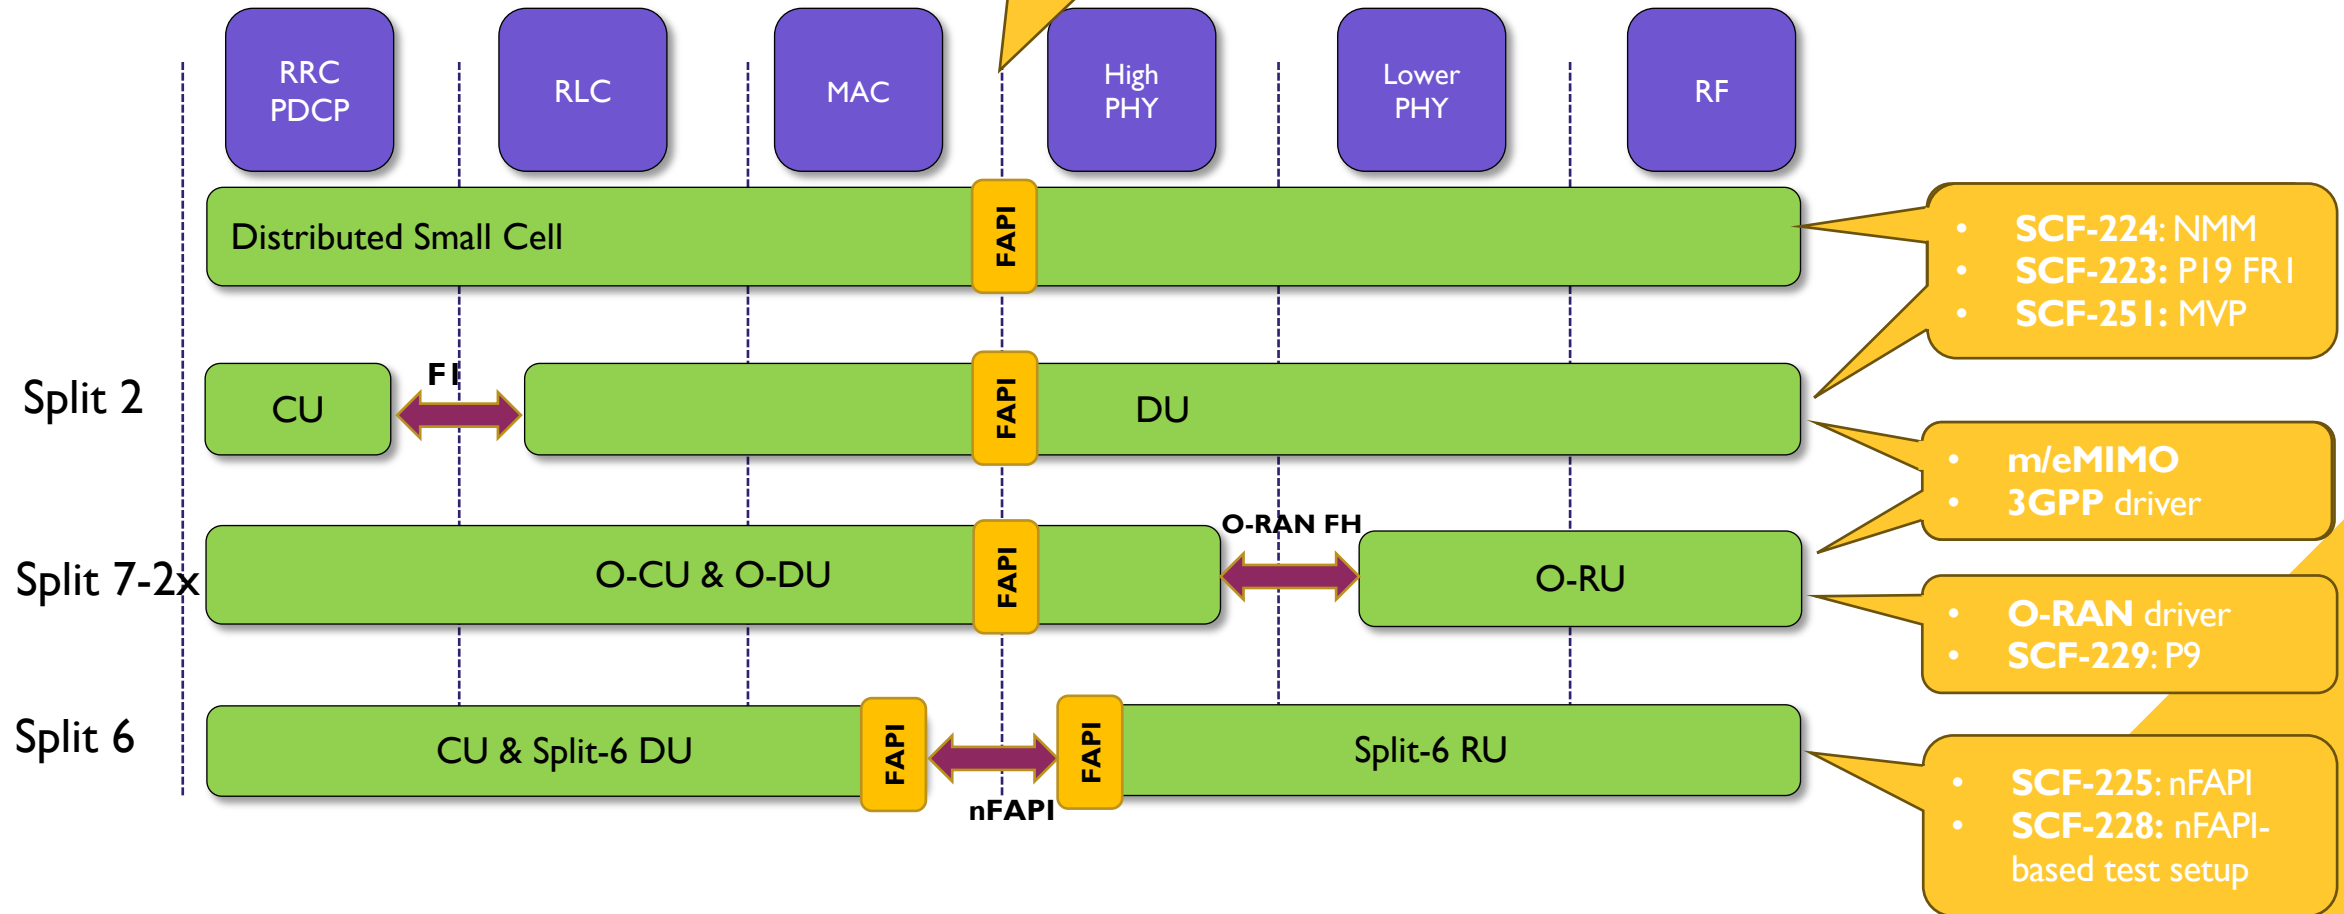 RRC
PDCP
RLC
MAC
High
PHY
Lower
PHY
RF
Distributed Small Cell
FAPI
• SCF-224: NMM
• SCF-223: P19 FR1
• SCF-251: MVP
Split 2
CU
F1
FAPI
DU
• m/eMIMO
• 3GPP driver
Split 7-2x
O-CU & O-DU
FAPI
O-RAN FH
O-RU
• O-RAN driver
• SCF-229: P9
Split 6
CU & Split-6 DU
FAPI
nFAPI
FAPI
Split-6 RU
• SCF-225: nFAPI
• SCF-228: nFAPI-
based test setup